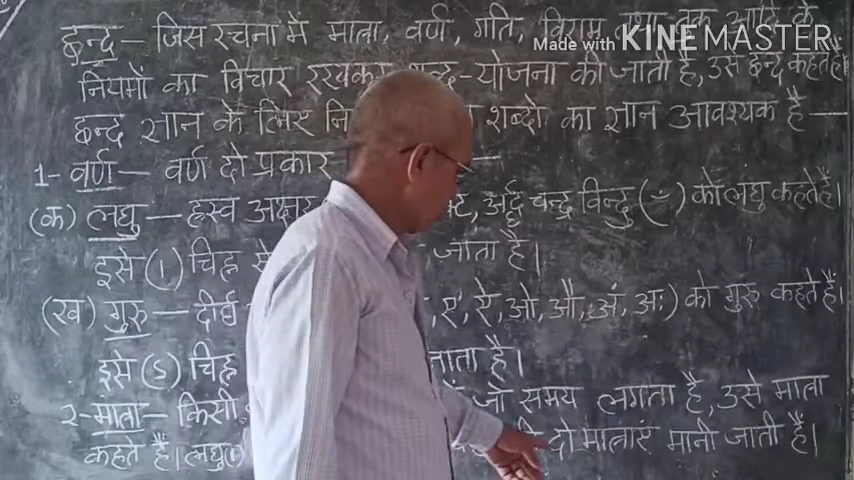 Made with KINEMASTER
छन्द – जिस रचना में मात्रा, वर्ण, गति, विराम तथा तुक आदि के
नियमों का विचार रखकर शब्द-योजना की जाती है, उसे छन्द कहते हैं।
छन्द ज्ञान के लिए शब्दों का ज्ञान आवश्यक है —
1- वर्ण — वर्ण दो प्रकार —
(क) लघु — ह्रस्व अक्षर अर्द्ध चन्द्र विन्दु (ँ) को लघु कहते हैं।
इसे (।) चिह्न से जाता है।
(ख) गुरु — दीर्घ , ए, ऐ, ओ, औ, अं, अः) को गुरू कहते हैं।
इसे (ऽ) चिह्न जाता है।
२- मात्रा — किसी जो समय लगता है, उसे मात्रा
कहते हैं। लघु (।) दो मात्राएं मानी जाती हैं।